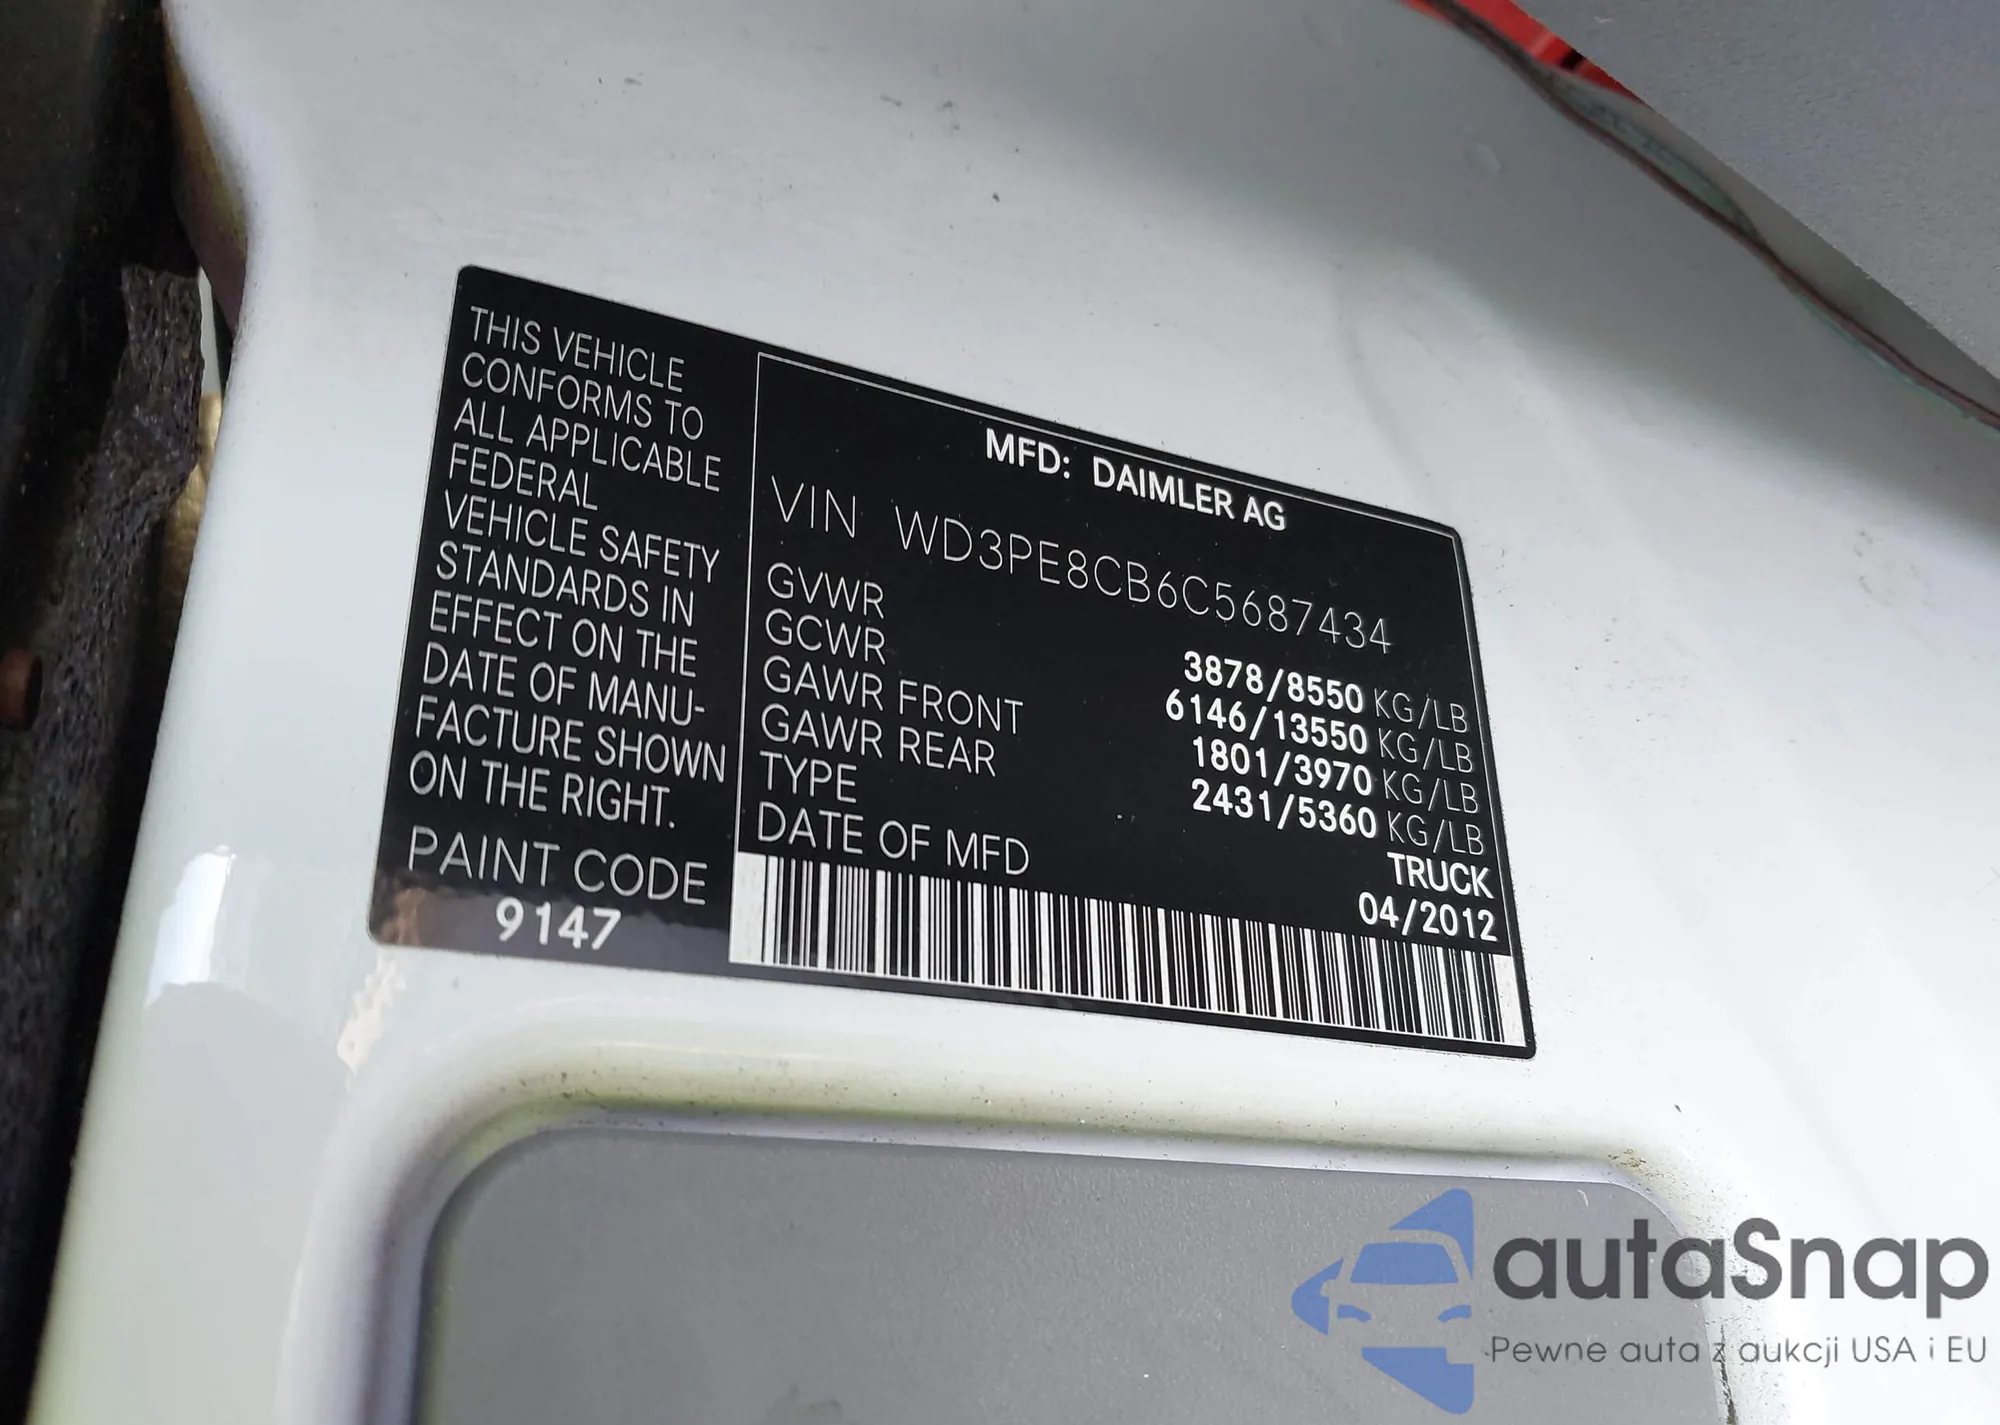 THIS VEHICLE
CONFORMS TO
ALL APPLICABLE
FEDERAL
VEHICLE SAFETY
STANDARDS IN
EFFECT ON THE
DATE OF MANU-
FACTURE SHOWN
ON THE RIGHT.
PAINT CODE
9147
MFD: DAIMLER AG
VIN WD3PE8CB6C5687434
GVWR 3878/8550 KG/LB
GCWR 6146/13550 KG/LB
GAWR FRONT 1801/3970 KG/LB
GAWR REAR 2431/5360 KG/LB
TYPE TRUCK
DATE OF MFD 04/2012
autaSnap
Pewne auta z aukcji USA i EU